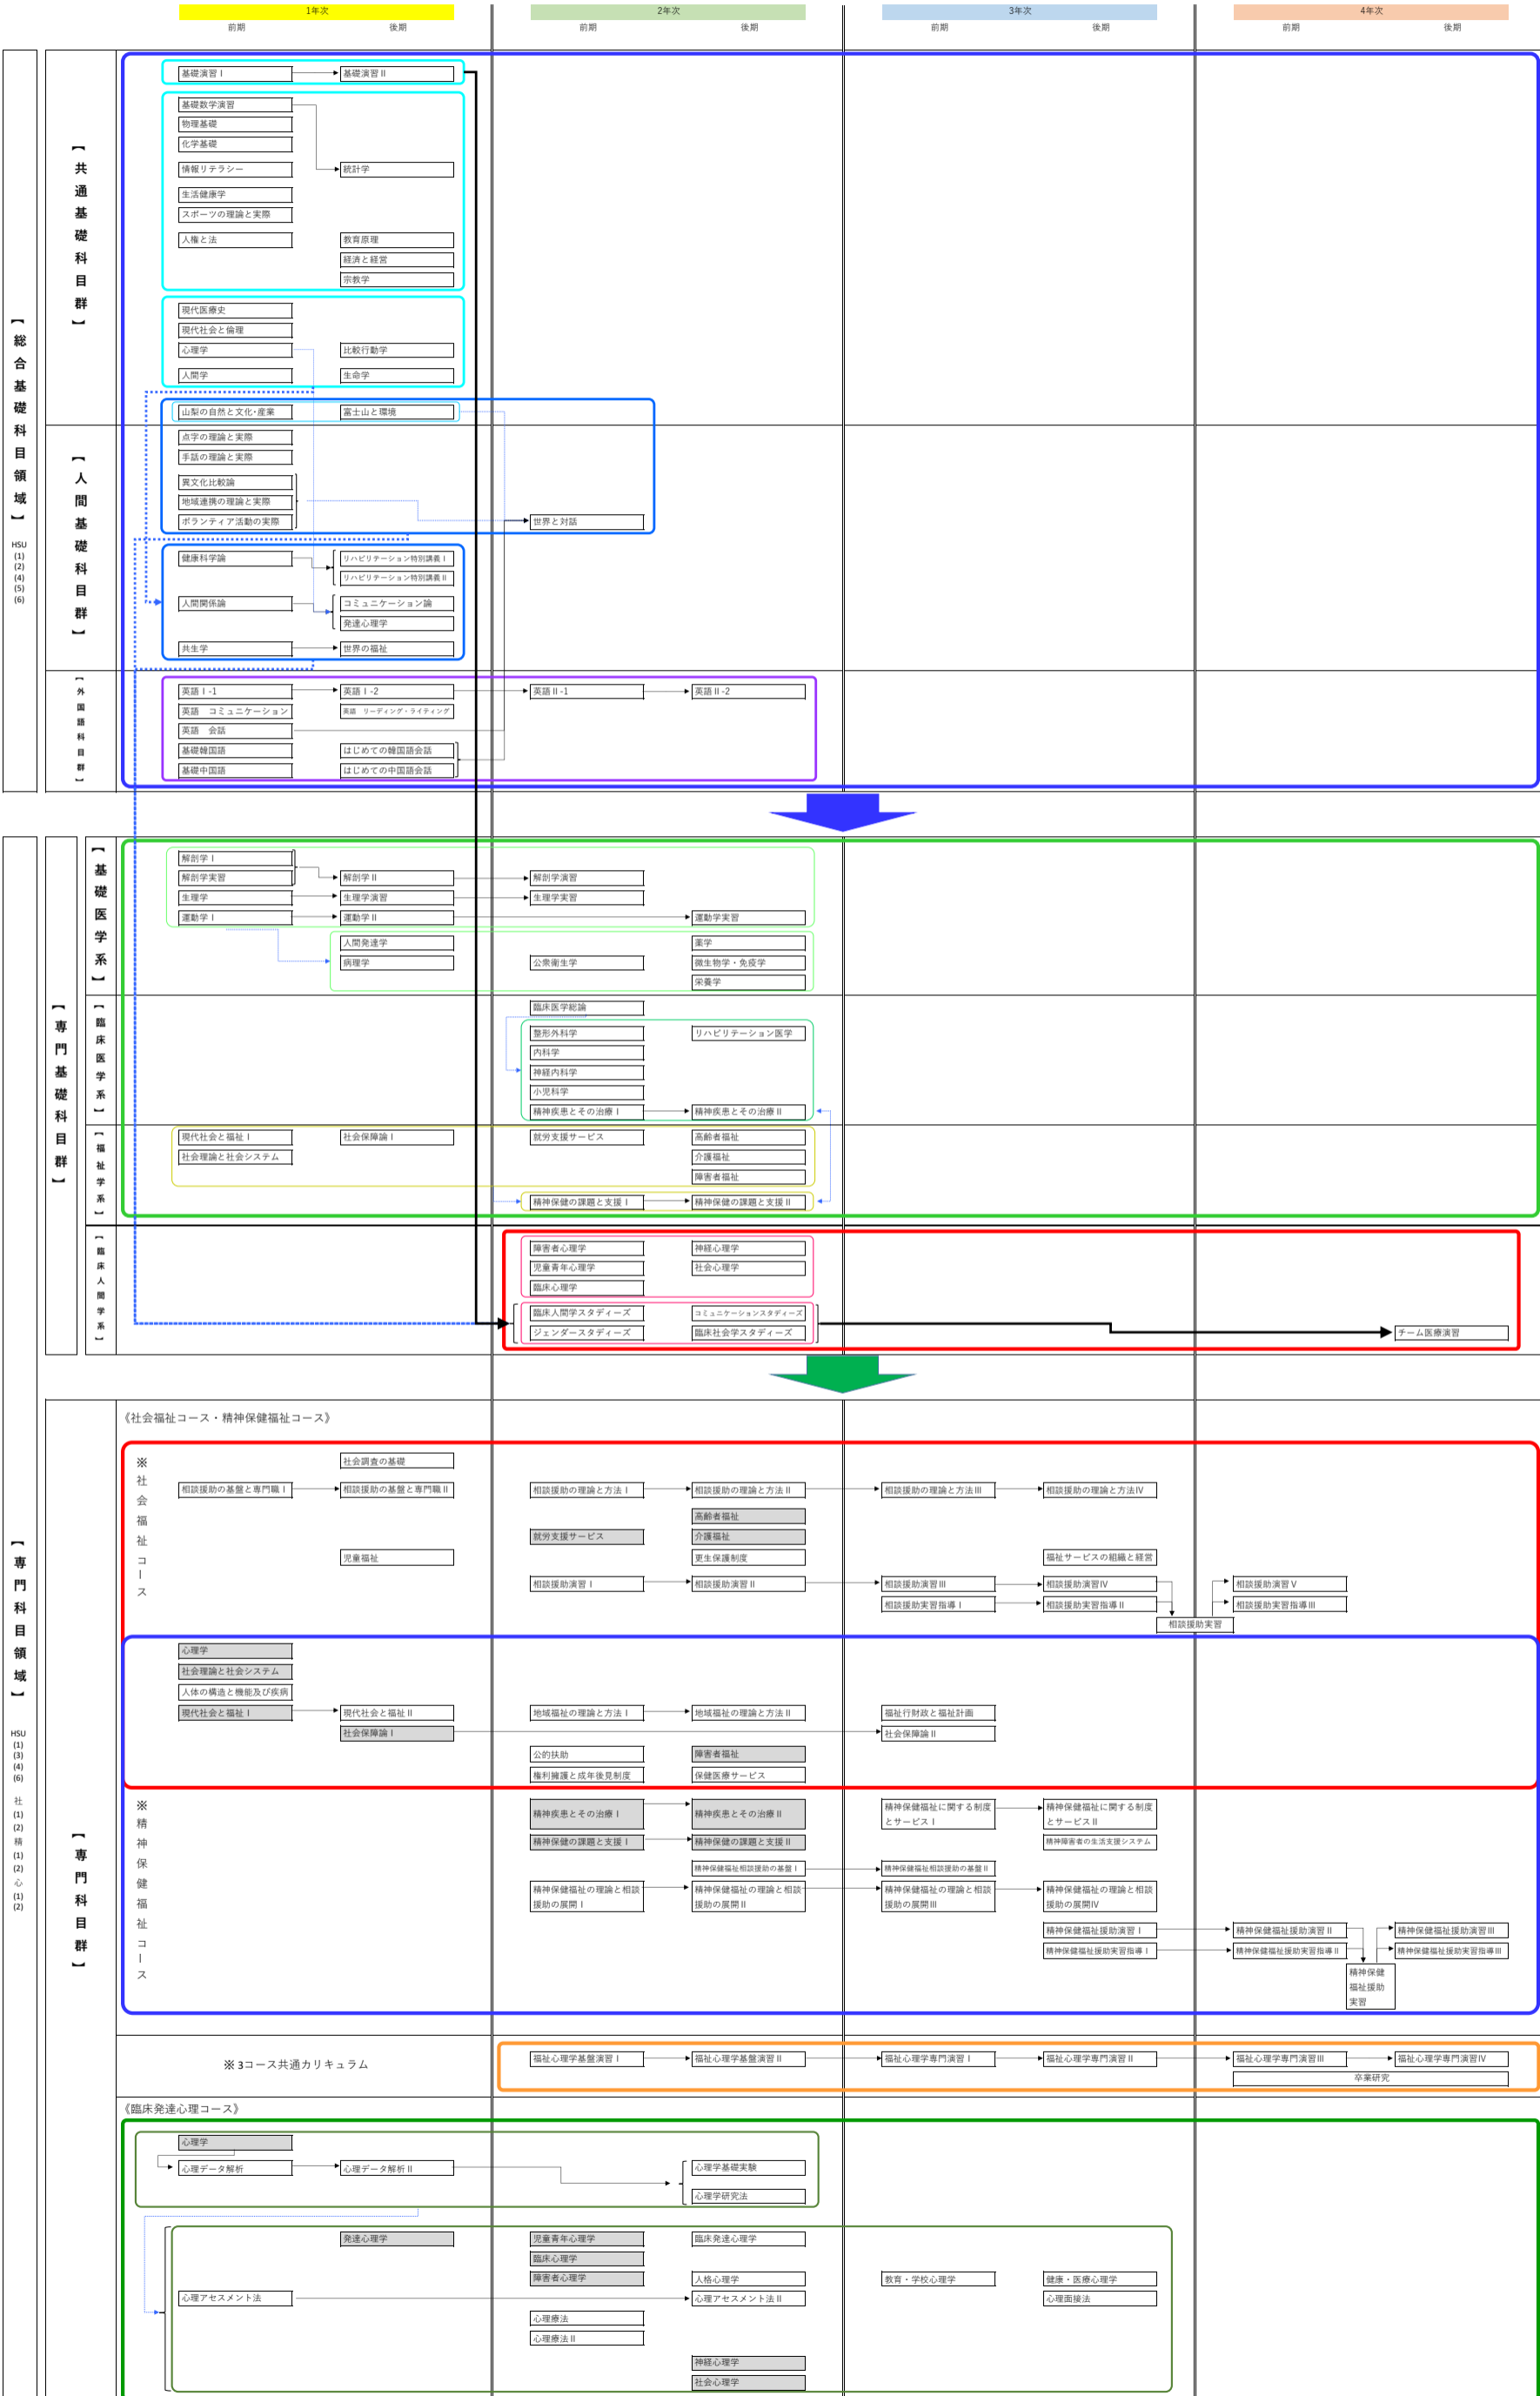 1年次
2年次
3年次
4年次
前期
後期
前期
後期
前期
後期
前期
後期
【総合基礎科目領域】
HSU
(1)
(2)
(4)
(5)
(6)
【共通基礎科目群】
基礎演習Ⅰ
基礎演習Ⅱ
基礎数学演習
物理基礎
化学基礎
情報リテラシー
統計学
生活健康学
スポーツの理論と実際
人権と法
教育原理
経済と経営
宗教学
現代医療史
現代社会と倫理
心理学
比較行動学
人間学
生命学
山梨の自然と文化・産業
富士山と環境
【人間基礎科目群】
点字の理論と実際
手話の理論と実際
異文化比較論
地域連携の理論と実際
ボランティア活動の実際
世界と対話
健康科学論
リハビリテーション特別講義Ⅰ
リハビリテーション特別講義Ⅱ
人間関係論
コミュニケーション論
発達心理学
共生学
世界の福祉
【外国語科目群】
英語Ⅰ-1
英語Ⅰ-2
英語Ⅱ-1
英語Ⅱ-2
英語　コミュニケーション
英語　リーディング・ライティング
英語　会話
基礎韓国語
はじめての韓国語会話
基礎中国語
はじめての中国語会話
【専門科目領域】
HSU
(1)
(3)
(4)
(6)
社
(1)
(2)
精
(1)
(2)
心
(1)
(2)
【専門基礎科目群】
【基礎医学系】
解剖学Ⅰ
解剖学実習
解剖学Ⅱ
解剖学演習
生理学
生理学演習
生理学実習
運動学Ⅰ
運動学Ⅱ
運動学実習
人間発達学
薬学
病理学
公衆衛生学
微生物学・免疫学
栄養学
【臨床医学系】
臨床医学総論
整形外科学
リハビリテーション医学
内科学
神経内科学
小児科学
精神疾患とその治療Ⅰ
精神疾患とその治療Ⅱ
【福祉学系】
現代社会と福祉Ⅰ
社会保障論Ⅰ
就労支援サービス
高齢者福祉
社会理論と社会システム
介護福祉
障害者福祉
精神保健の課題と支援Ⅰ
精神保健の課題と支援Ⅱ
【臨床人間学系】
障害者心理学
神経心理学
児童青年心理学
社会心理学
臨床心理学
臨床人間学スタディーズ
コミュニケーションスタディーズ
ジェンダースタディーズ
臨床社会学スタディーズ
チーム医療演習
【専門科目群】
《社会福祉コース・精神保健福祉コース》
※社会福祉コース
社会調査の基礎
相談援助の基盤と専門職Ⅰ
相談援助の基盤と専門職Ⅱ
相談援助の理論と方法Ⅰ
相談援助の理論と方法Ⅱ
相談援助の理論と方法Ⅲ
相談援助の理論と方法Ⅳ
高齢者福祉
就労支援サービス
介護福祉
児童福祉
更生保護制度
福祉サービスの組織と経営
相談援助演習Ⅰ
相談援助演習Ⅱ
相談援助演習Ⅲ
相談援助演習Ⅳ
相談援助演習Ⅴ
相談援助実習指導Ⅰ
相談援助実習指導Ⅱ
相談援助実習指導Ⅲ
相談援助実習
心理学
社会理論と社会システム
人体の構造と機能及び疾病
現代社会と福祉Ⅰ
現代社会と福祉Ⅱ
地域福祉の理論と方法Ⅰ
地域福祉の理論と方法Ⅱ
福祉行財政と福祉計画
社会保障論Ⅰ
社会保障論Ⅱ
公的扶助
障害者福祉
権利擁護と成年後見制度
保健医療サービス
※精神保健福祉コース
精神疾患とその治療Ⅰ
精神疾患とその治療Ⅱ
精神保健福祉に関する制度
とサービスⅠ
精神保健福祉に関する制度
とサービスⅡ
精神保健の課題と支援Ⅰ
精神保健の課題と支援Ⅱ
精神障害者の生活支援システム
精神保健福祉相談援助の基盤Ⅰ
精神保健福祉相談援助の基盤Ⅱ
精神保健福祉の理論と相談
援助の展開Ⅰ
精神保健福祉の理論と相談
援助の展開Ⅱ
精神保健福祉の理論と相談
援助の展開Ⅲ
精神保健福祉の理論と相談
援助の展開Ⅳ
精神保健福祉援助演習Ⅰ
精神保健福祉援助演習Ⅱ
精神保健福祉援助演習Ⅲ
精神保健福祉援助実習指導Ⅰ
精神保健福祉援助実習指導Ⅱ
精神保健福祉援助実習指導Ⅲ
精神保健
福祉援助
実習
※ 3コース共通カリキュラム
福祉心理学基盤演習Ⅰ
福祉心理学基盤演習Ⅱ
福祉心理学専門演習Ⅰ
福祉心理学専門演習Ⅱ
福祉心理学専門演習Ⅲ
福祉心理学専門演習Ⅳ
卒業研究
《臨床発達心理コース》
心理学
心理データ解析
心理データ解析Ⅱ
心理学基礎実験
心理学研究法
発達心理学
児童青年心理学
臨床発達心理学
臨床心理学
障害者心理学
人格心理学
教育・学校心理学
健康・医療心理学
心理アセスメント法
心理アセスメント法Ⅱ
心理面接法
心理療法
心理療法Ⅱ
神経心理学
社会心理学